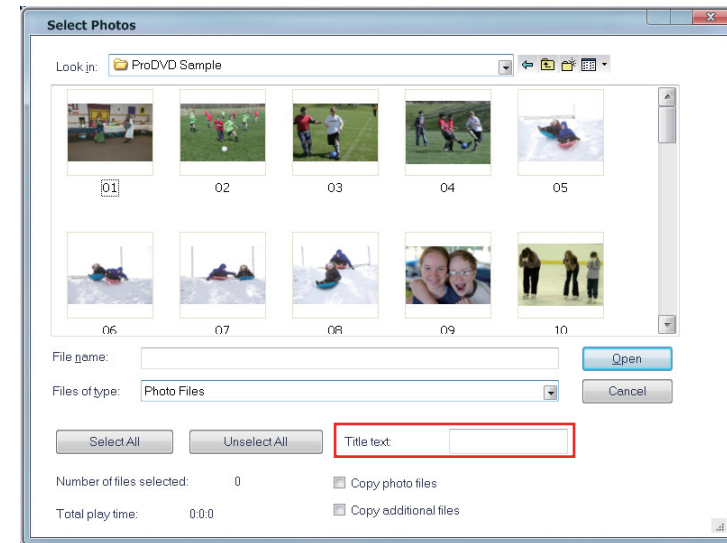 Select Photos
Look in: ProDVD Sample
01 02 03 04 05
06 07 08 09 10
File name: Open
Files of type: Photo Files Cancel
Select All Unselect All Title text:
Number of files selected: 0 Copy photo files
Total play time: 0:0:0 Copy additional files